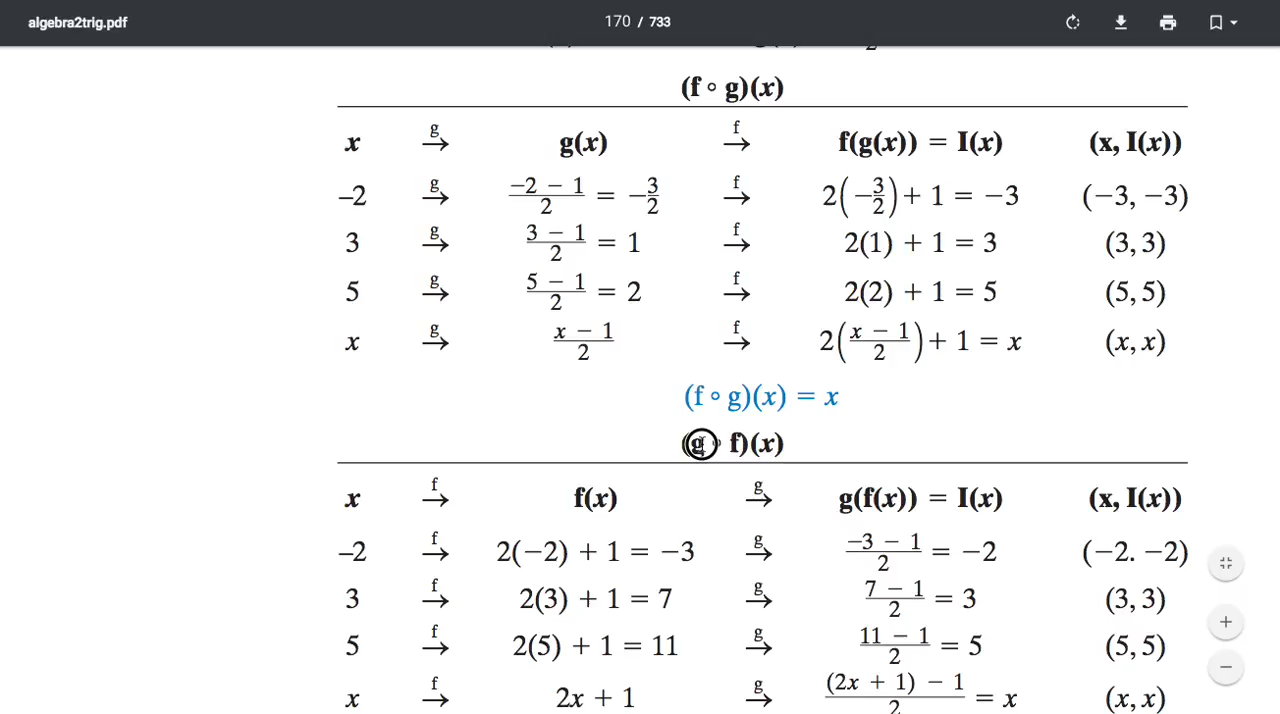 algebra2trig.pdf
170 / 733
(f ∘ g)(x)
x g→ g(x) f→ f(g(x)) = I(x) (x, I(x))
–2 g→ (−2 − 1)/2 = −3/2 f→ 2(−3/2) + 1 = −3 (−3, −3)
3 g→ (3 − 1)/2 = 1 f→ 2(1) + 1 = 3 (3, 3)
5 g→ (5 − 1)/2 = 2 f→ 2(2) + 1 = 5 (5, 5)
x g→ (x − 1)/2 f→ 2((x − 1)/2) + 1 = x (x, x)
(f ∘ g)(x) = x
(g ∘ f)(x)
x f→ f(x) g→ g(f(x)) = I(x) (x, I(x))
–2 f→ 2(−2) + 1 = −3 g→ (−3 − 1)/2 = −2 (−2. −2)
3 f→ 2(3) + 1 = 7 g→ (7 − 1)/2 = 3 (3, 3)
5 f→ 2(5) + 1 = 11 g→ (11 − 1)/2 = 5 (5, 5)
x f→ 2x + 1 g→ ((2x + 1) − 1)/2 = x (x, x)